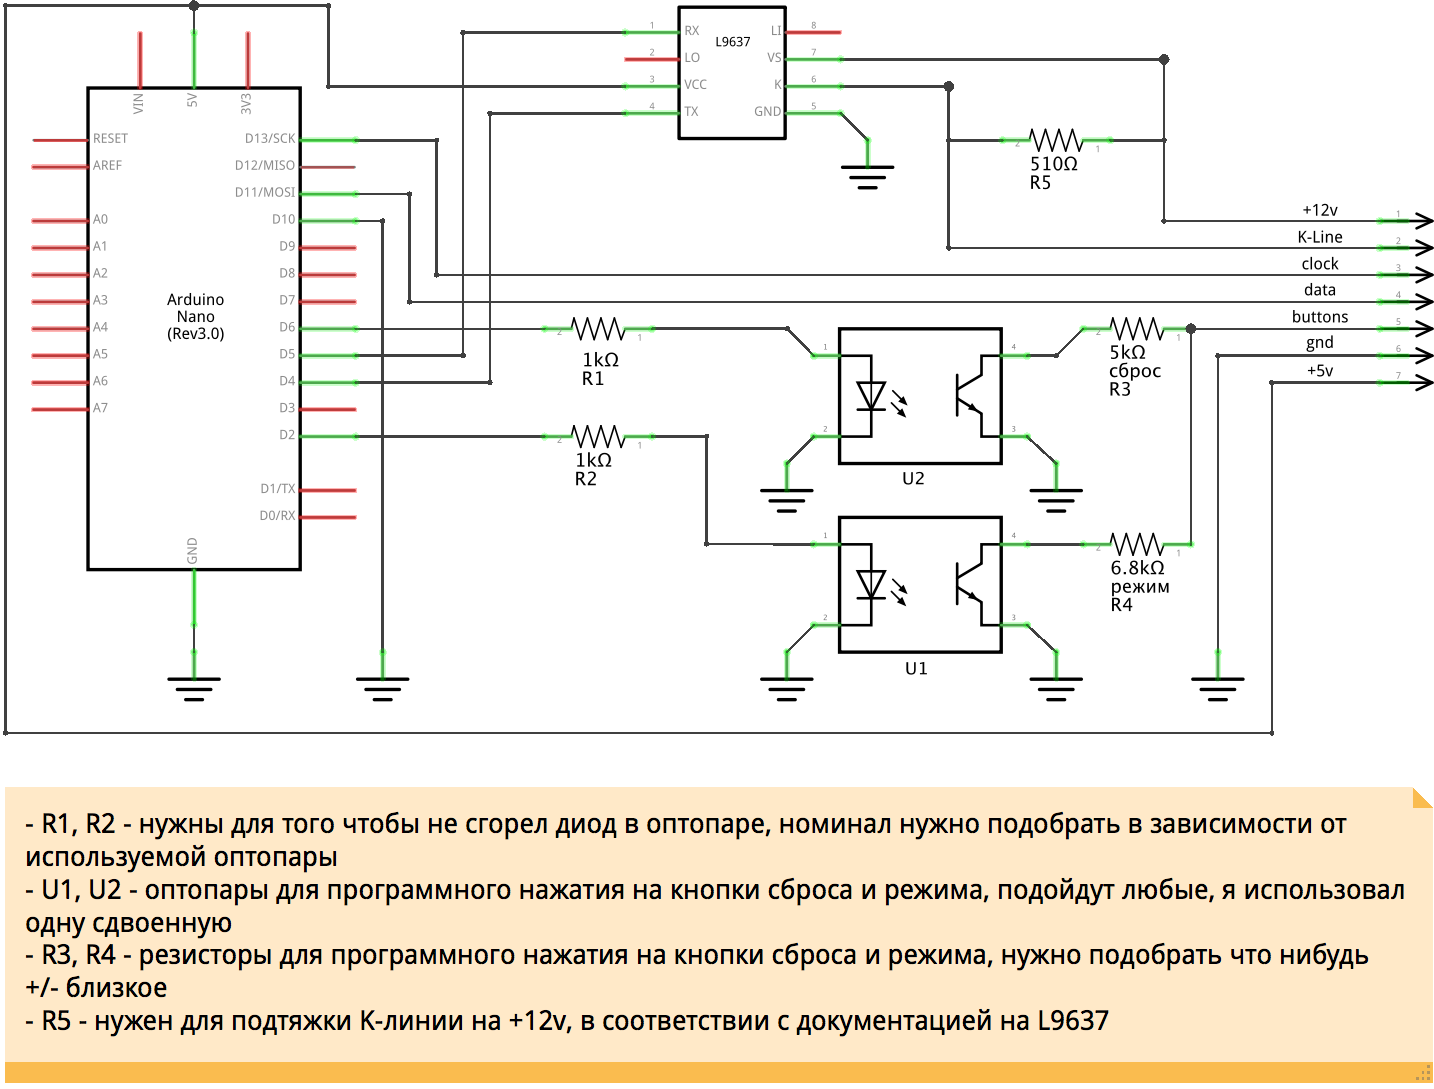 VIN
5V
3V3
RESET
AREF
A0
A1
A2
A3
A4
A5
A6
A7
D13/SCK
D12/MISO
D11/MOSI
D10
D9
D8
D7
D6
D5
D4
D3
D2
D1/TX
D0/RX
GND
Arduino
Nano
(Rev3.0)
L9637
1 RX
2 LO
3 VCC
4 TX
LI 8
VS 7
K 6
GND 5
2 1
510Ω
R5
+12v 1
K-Line 2
clock 3
data 4
buttons 5
gnd 6
+5v 7
2 1
1kΩ
R1
2 1
1kΩ
R2
1 4
2 3
U2
2 1
5kΩ
сброс
R3
1 4
2 3
U1
2 1
6.8kΩ
режим
R4
- R1, R2 - нужны для того чтобы не сгорел диод в оптопаре, номинал нужно подобрать в зависимости от
используемой оптопары
- U1, U2 - оптопары для программного нажатия на кнопки сброса и режима, подойдут любые, я использовал
одну сдвоенную
- R3, R4 - резисторы для программного нажатия на кнопки сброса и режима, нужно подобрать что нибудь
+/- близкое
- R5 - нужен для подтяжки К-линии на +12v, в соответствии с документацией на L9637